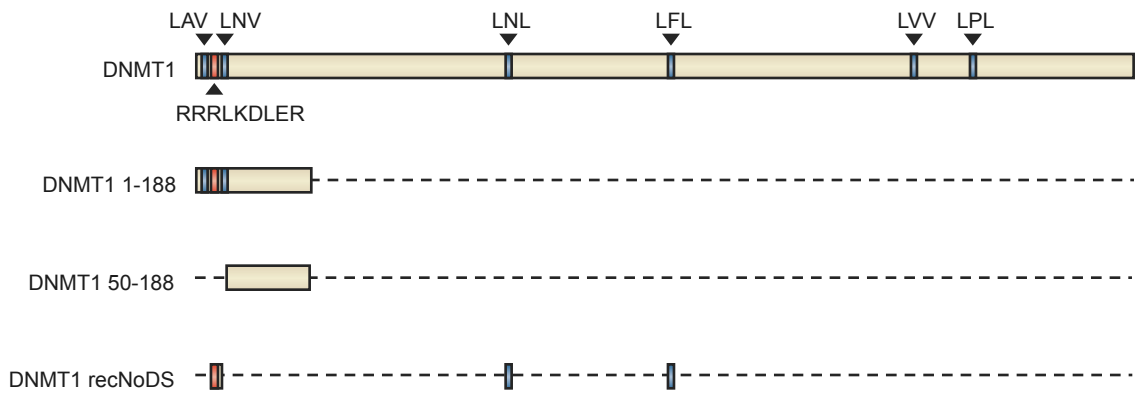 LAV LNV LNL LFL LVV LPL
DNMT1
RRRLKDLER
DNMT1 1-188
DNMT1 50-188
DNMT1 recNoDS